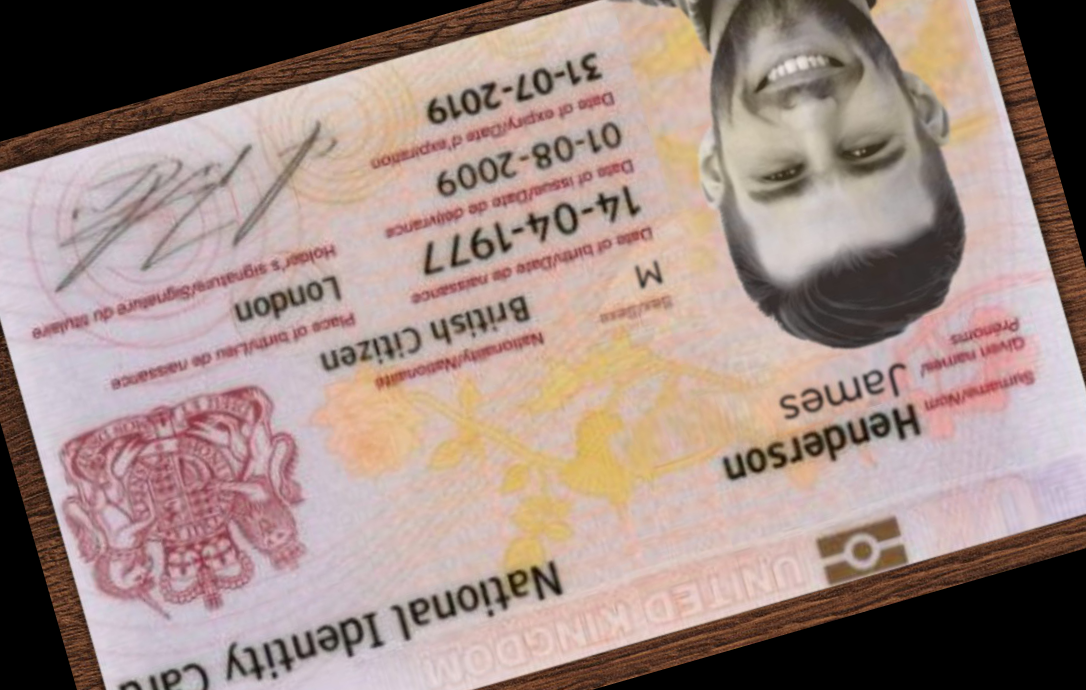 UNITED KINGDOM
National Identity Card
Surname/Nom
Henderson
Given names/
Prenoms
James
Sex/Sexe
M
Nationality/Nationalité
British Citizen
Date of birth/Date de naissance
14-04-1977
Place of birth/Lieu de naissance
London
Date of issue/Date de délivrance
01-08-2009
Holder's signature/Signature du titulaire
Date of expiry/Date d'expiration
31-07-2019